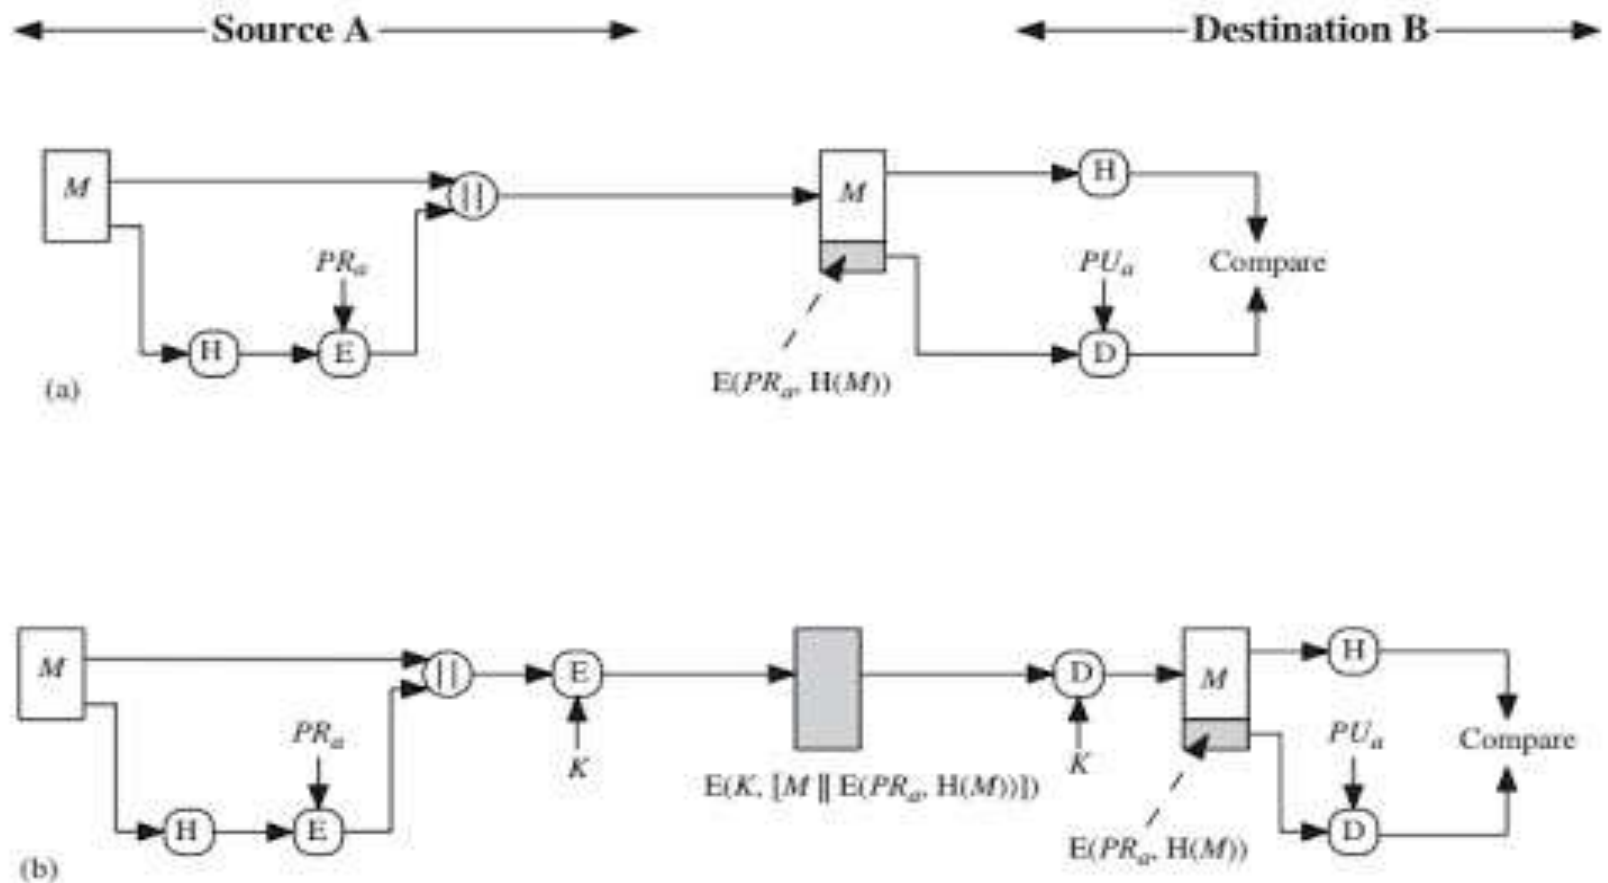 Source A
Destination B
M
||
M
H
PRa
PUa
Compare
H
E
D
E(PRa, H(M))
(a)
M
||
E
D
M
H
PRa
K
K
PUa
Compare
E(K, [M || E(PRa, H(M))])
H
E
D
E(PRa, H(M))
(b)